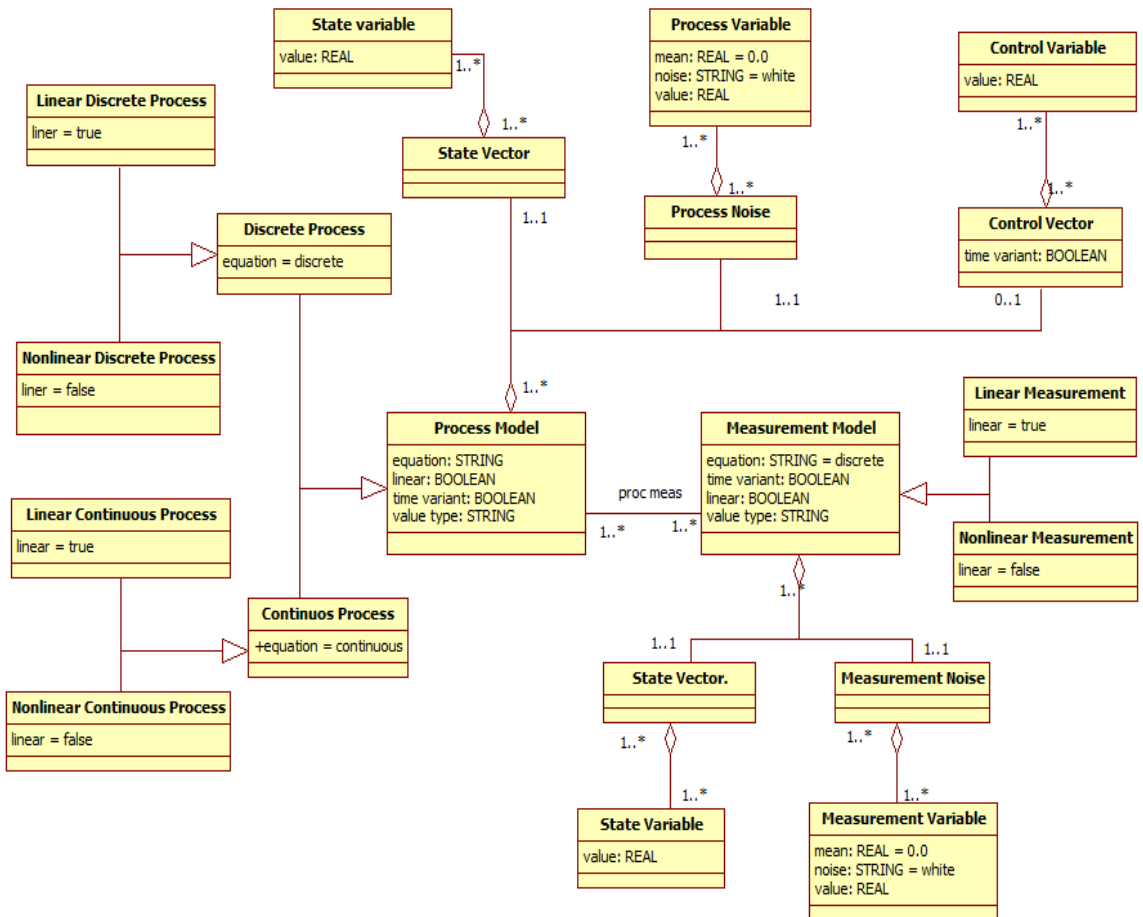 State variable
value: REAL
1..*
1..*
State Vector
1..1
Process Variable
mean: REAL = 0.0
noise: STRING = white
value: REAL
1..*
1..*
Process Noise
1..1
Control Variable
value: REAL
1..*
1..*
Control Vector
time variant: BOOLEAN
0..1
Linear Discrete Process
liner = true
Discrete Process
equation = discrete
Nonlinear Discrete Process
liner = false
1..*
Process Model
equation: STRING
linear: BOOLEAN
time variant: BOOLEAN
value type: STRING
proc meas
1..*
1..*
Measurement Model
equation: STRING = discrete
time variant: BOOLEAN
linear: BOOLEAN
value type: STRING
1..*
Linear Measurement
linear = true
Nonlinear Measurement
linear = false
Linear Continuous Process
linear = true
Continuos Process
+equation = continuous
Nonlinear Continuous Process
linear = false
1..1
1..1
State Vector.
1..*
1..*
State Variable
value: REAL
Measurement Noise
1..*
1..*
Measurement Variable
mean: REAL = 0.0
noise: STRING = white
value: REAL